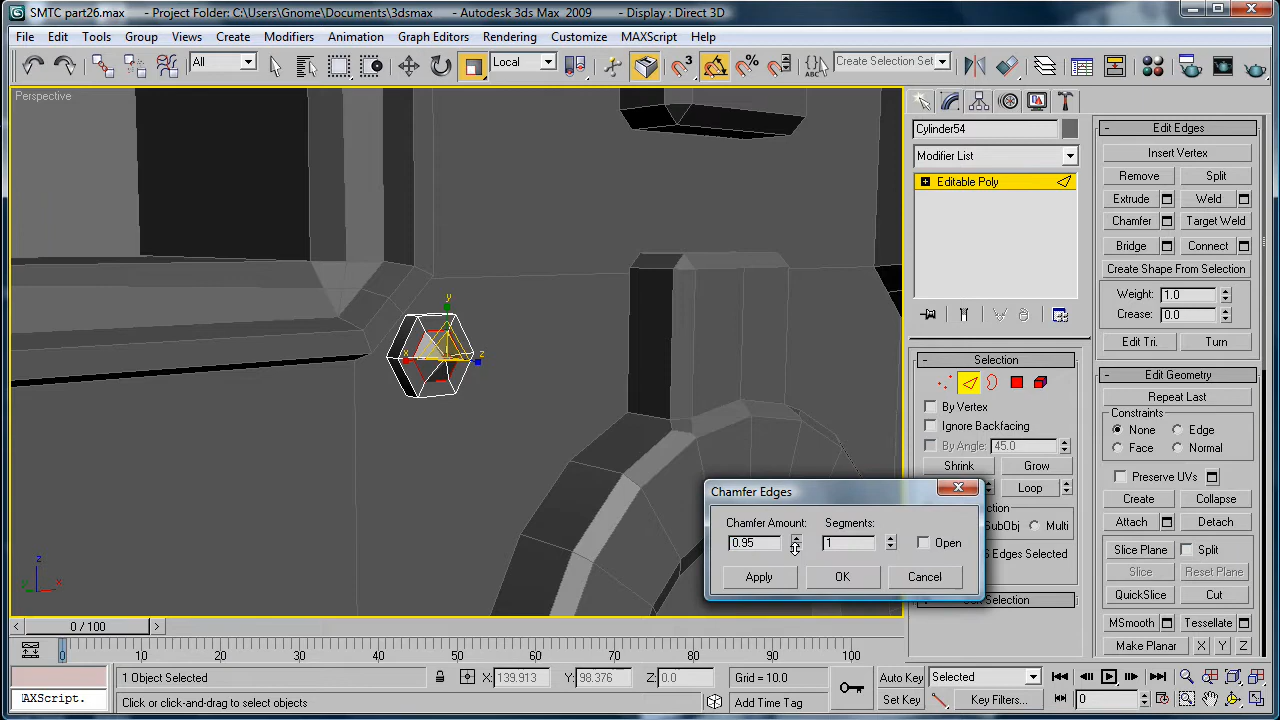 SMTC part26.max - Project Folder: C:\Users\Gnome\Documents\3dsmax - Autodesk 3ds Max 2009 - Display : Direct 3D
File Edit Tools Group Views Create Modifiers Animation Graph Editors Rendering Customize MAXScript Help
All Local Create Selection Set
Perspective
Cylinder54
Modifier List
Editable Poly
Edit Edges
Insert Vertex
Remove Split
Extrude Weld
Chamfer Target Weld
Bridge Connect
Create Shape From Selection
Weight: 1.0
Crease: 0.0
Edit Tri. Turn
Selection
By Vertex
Ignore Backfacing
By Angle: 45.0
Shrink Grow
Loop
SubObj Multi
Edges Selected
Edit Geometry
Repeat Last
Constraints
None Edge
Face Normal
Preserve UVs
Create Collapse
Attach Detach
Slice Plane Split
Slice Reset Plane
QuickSlice Cut
MSmooth Tessellate
Make Planar X Y Z
y
x
z
z
y
x
Chamfer Edges
Chamfer Amount: Segments:
0.95 1 Open
Apply OK Cancel
0 / 100
0 10 20 30 40 50 60 70 80 90 100
1 Object Selected X: 139.913 Y: 98.376 Z: 0.0 Grid = 10.0 Auto Key Selected
AXScript. Click or click-and-drag to select objects Add Time Tag Set Key Key Filters... 0